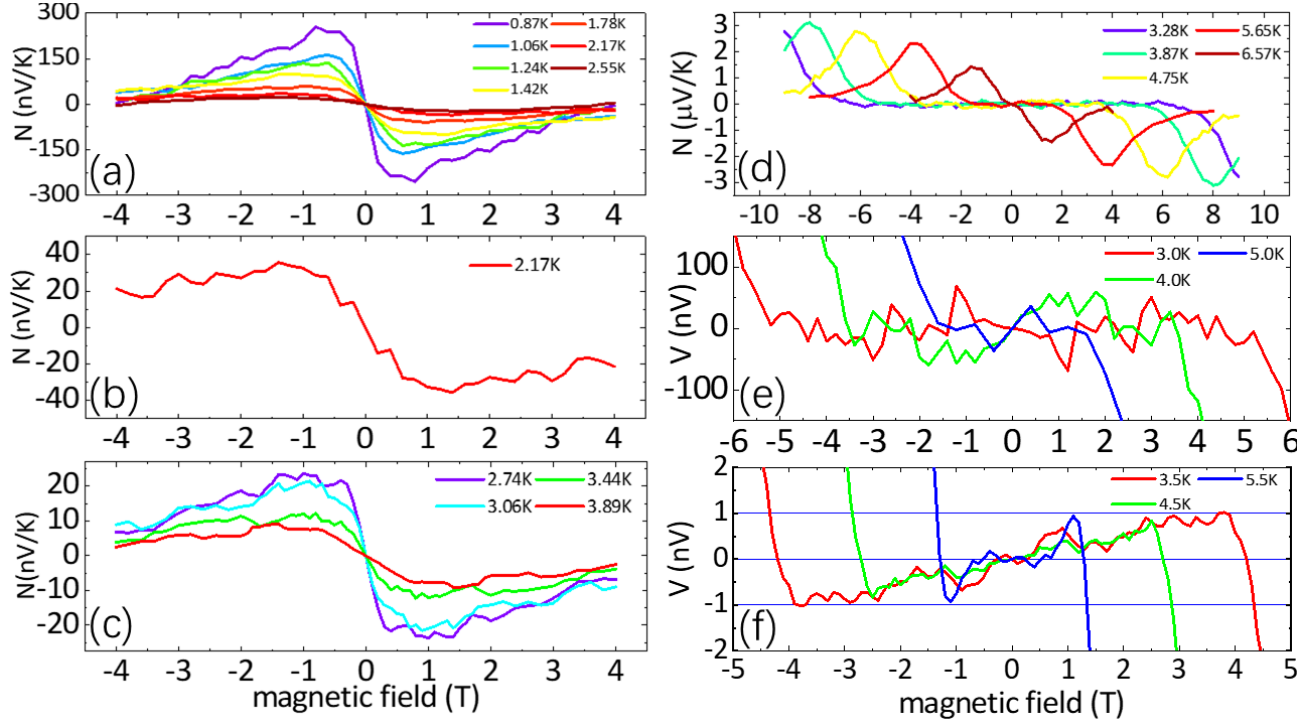 N (nV/K)
300
150
0
-150
-300
0.87K 1.78K
1.06K 2.17K
1.24K 2.55K
1.42K
(a)
-4 -3 -2 -1 0 1 2 3 4
N (nV/K)
40
20
0
-20
-40
2.17K
(b)
-4 -3 -2 -1 0 1 2 3 4
N(nV/K)
20
10
0
-10
-20
2.74K 3.44K
3.06K 3.89K
(c)
-4 -3 -2 -1 0 1 2 3 4
magnetic field (T)
N (μV/K)
3
2
1
0
-1
-2
-3
3.28K 5.65K
3.87K 6.57K
4.75K
(d)
-10 -8 -6 -4 -2 0 2 4 6 8 10
V (nV)
100
0
-100
3.0K 5.0K
4.0K
(e)
-6 -5 -4 -3 -2 -1 0 1 2 3 4 5 6
V (nV)
2
1
0
-1
-2
3.5K 5.5K
4.5K
(f)
-5 -4 -3 -2 -1 0 1 2 3 4 5
magnetic field (T)